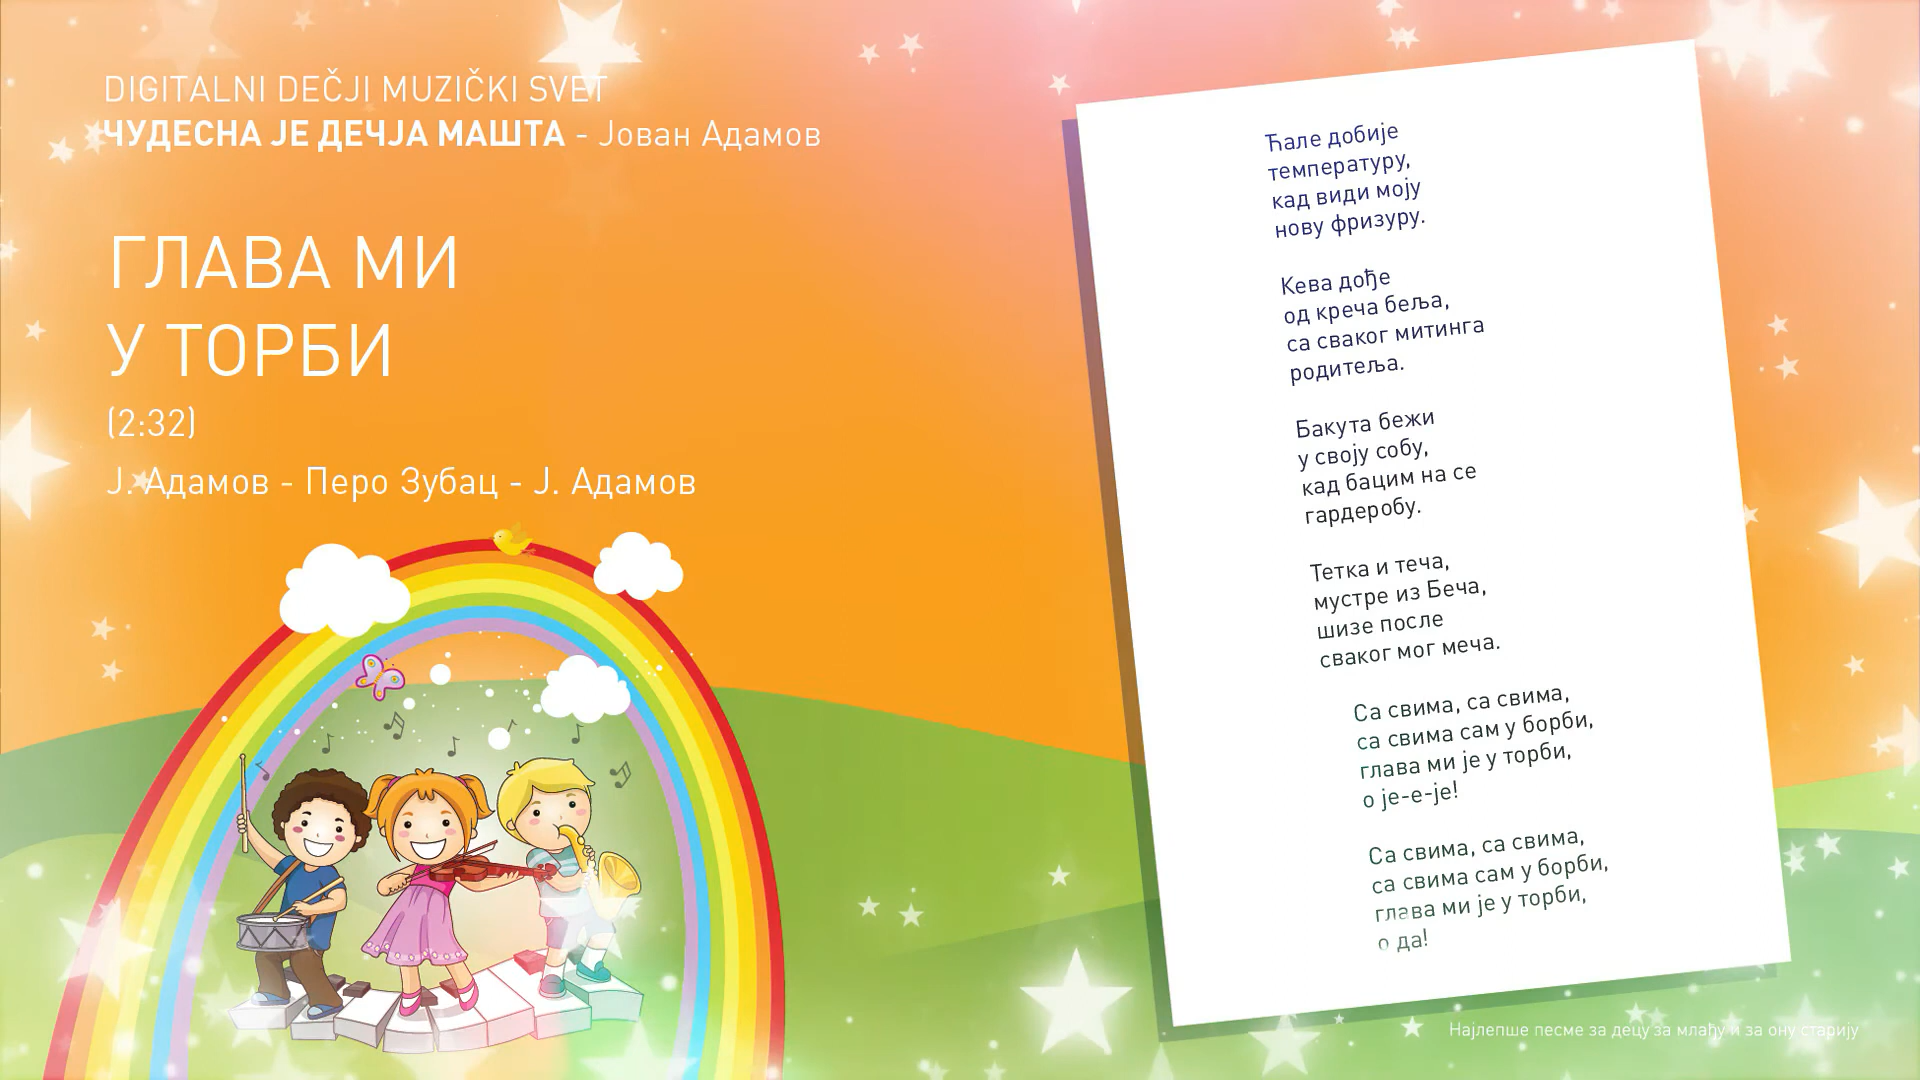 DIGITALNI DEČJI MUZIČKI SVET
ЧУДЕСНА ЈЕ ДЕЧЈА МАШТА - Јован Адамов
ГЛАВА МИ
У ТОРБИ
(2:32)
Ј. Адамов - Перо Зубац - Ј. Адамов
Ћале добије
температуру,
кад види моју
нову фризуру.
Кева дође
од креча беља,
са сваког митинга
родитеља.
Бакута бежи
у своју собу,
кад бацим на се
гардеробу.
Тетка и теча,
мустре из Беча,
шизе после
сваког мог меча.
Са свима, са свима,
са свима сам у борби,
глава ми је у торби,
о је-е-је!
Са свима, са свима,
са свима сам у борби,
глава ми је у торби,
о да!
Најлепше песме за децу за млађу и за ону старију